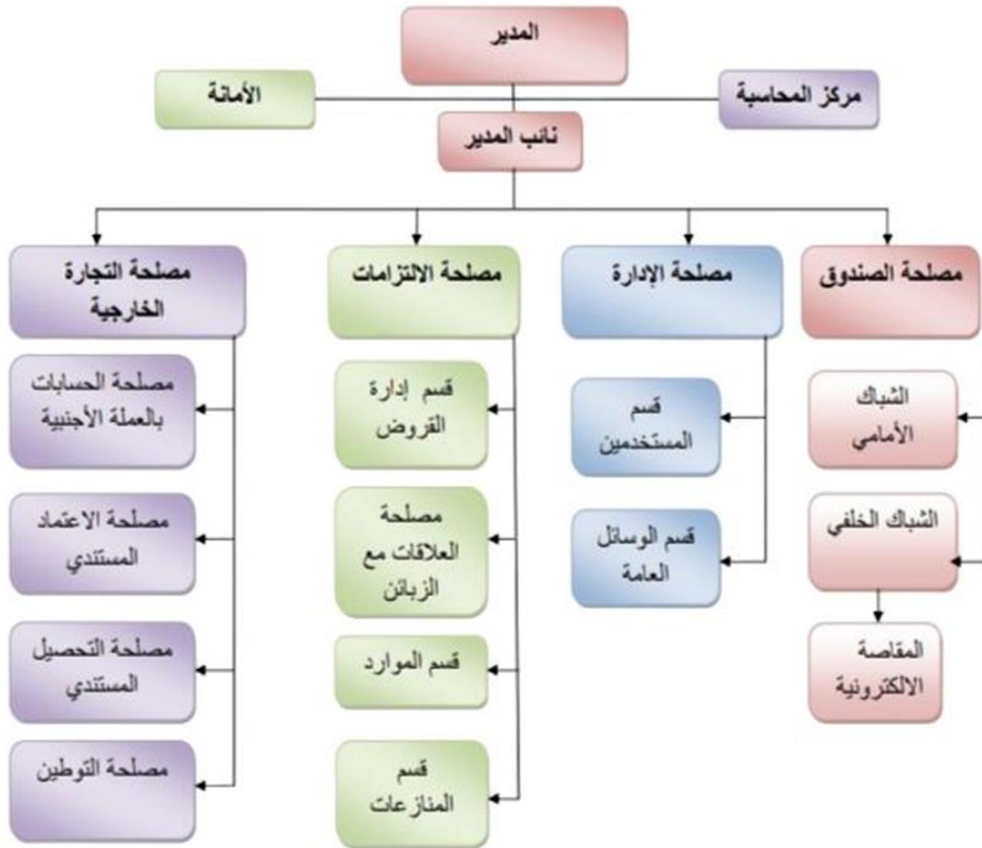 المدير
مركز المحاسبة
الأمانة
نائب المدير
مصلحة الصندوق
مصلحة الإدارة
مصلحة الالتزامات
مصلحة التجارة
الخارجية
الشباك
الأمامي
الشباك الخلفي
المقاصة
الالكترونية
قسم
المستخدمين
قسم الوسائل
العامة
قسم إدارة
القروض
مصلحة
العلاقات مع
الزبائن
قسم الموارد
قسم
المنازعات
مصلحة الحسابات
بالعملة الأجنبية
مصلحة الاعتماد
المستندي
مصلحة التحصيل
المستندي
مصلحة التوطين